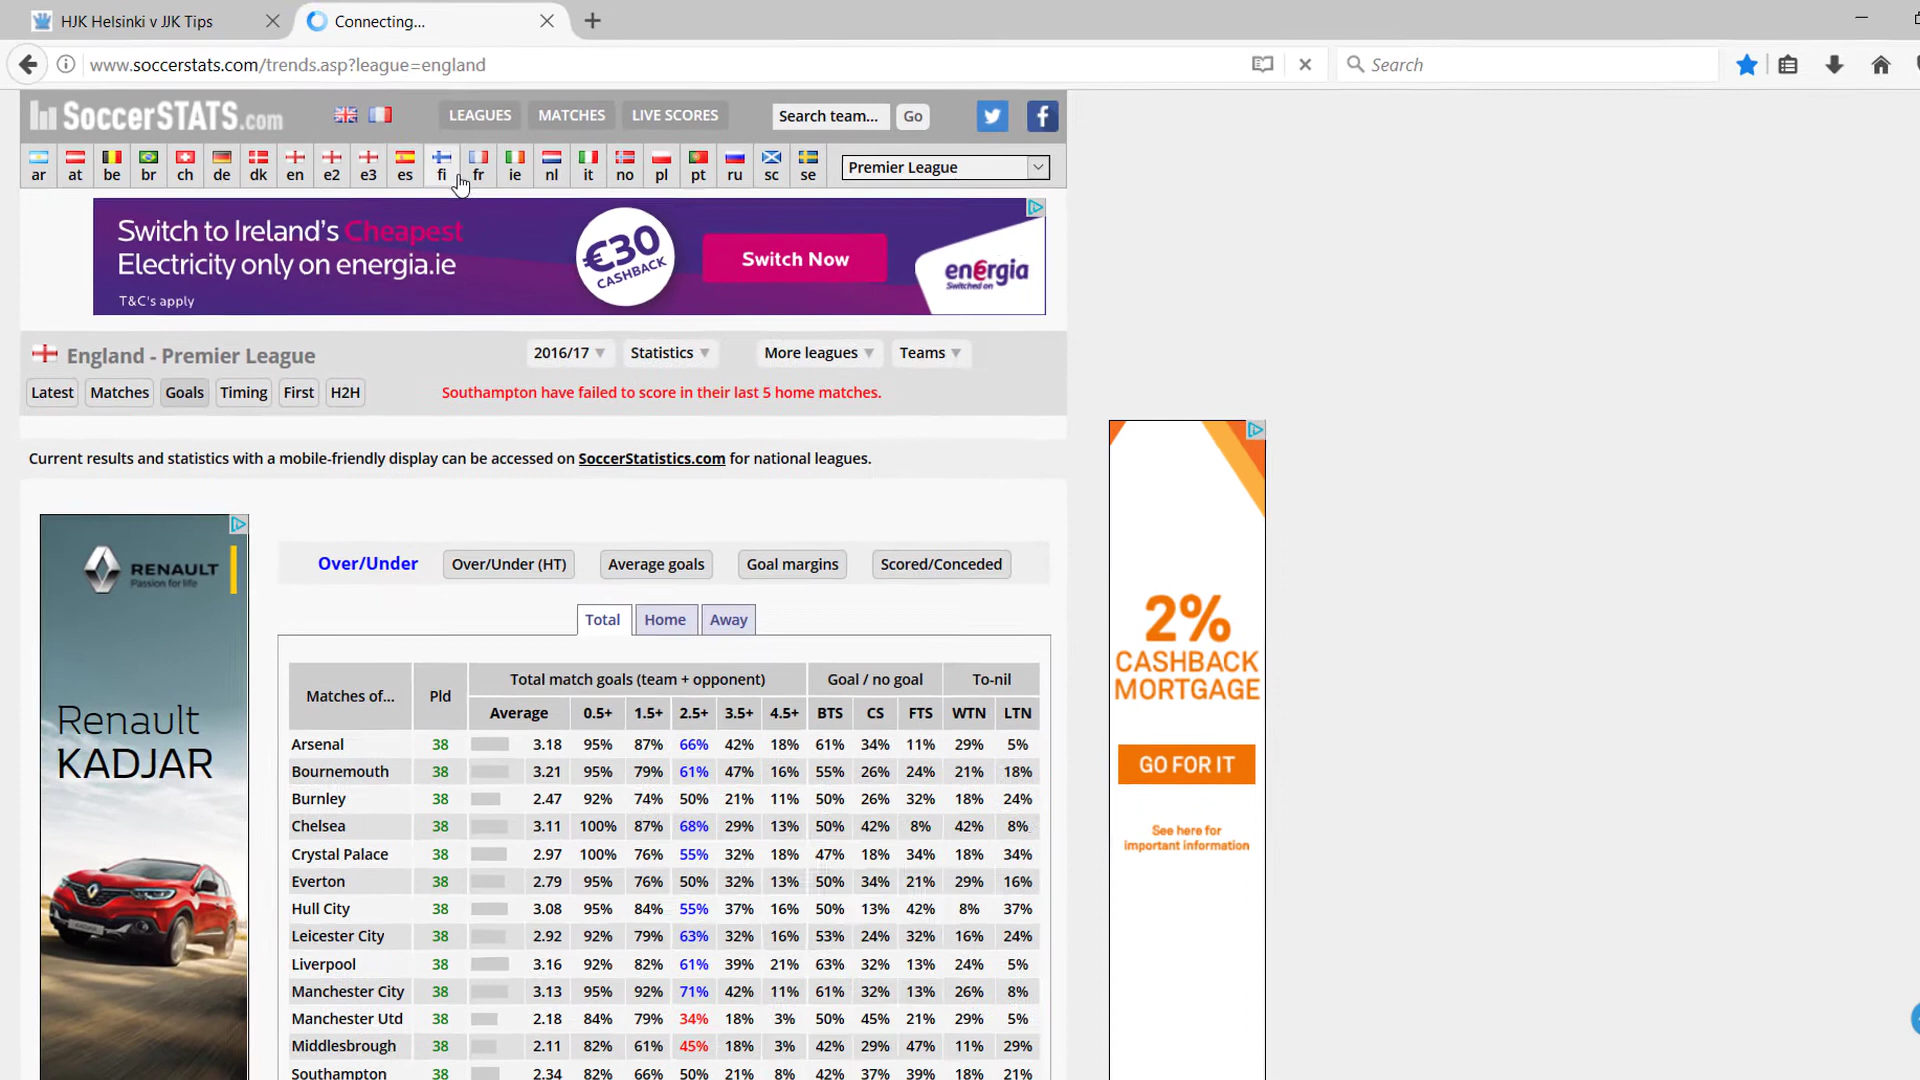 HJK Helsinki v JJK Tips
Connecting...
www.soccerstats.com/trends.asp?league=england
Search
SoccerSTATS.com
LEAGUES MATCHES LIVE SCORES
Search team... Go
ar at be br ch de dk en e2 e3 es fi fr ie nl it no pl pt ru sc se
Premier League
Switch to Ireland's Cheapest
Electricity only on energia.ie
T&C's apply
€30
CASHBACK
Switch Now
energia
Switched on
England - Premier League
2016/17 Statistics More leagues Teams
Latest Matches Goals Timing First H2H
Southampton have failed to score in their last 5 home matches.
Current results and statistics with a mobile-friendly display can be accessed on SoccerStatistics.com for national leagues.
RENAULT
Passion for life
Renault
KADJAR
Over/Under Over/Under (HT) Average goals Goal margins Scored/Conceded
Total Home Away
Matches of... Pld Total match goals (team + opponent) Goal / no goal To-nil
Average 0.5+ 1.5+ 2.5+ 3.5+ 4.5+ BTS CS FTS WTN LTN
Arsenal 38 3.18 95% 87% 66% 42% 18% 61% 34% 11% 29% 5%
Bournemouth 38 3.21 95% 79% 61% 47% 16% 55% 26% 24% 21% 18%
Burnley 38 2.47 92% 74% 50% 21% 11% 50% 26% 32% 18% 24%
Chelsea 38 3.11 100% 87% 68% 29% 13% 50% 42% 8% 42% 8%
Crystal Palace 38 2.97 100% 76% 55% 32% 18% 47% 18% 34% 18% 34%
Everton 38 2.79 95% 76% 50% 32% 13% 50% 34% 21% 29% 16%
Hull City 38 3.08 95% 84% 55% 37% 16% 50% 13% 42% 8% 37%
Leicester City 38 2.92 92% 79% 63% 32% 16% 53% 24% 32% 16% 24%
Liverpool 38 3.16 92% 82% 61% 39% 21% 63% 32% 13% 24% 5%
Manchester City 38 3.13 95% 92% 71% 42% 11% 61% 32% 13% 26% 8%
Manchester Utd 38 2.18 84% 79% 34% 18% 3% 50% 45% 21% 29% 5%
Middlesbrough 38 2.11 82% 61% 45% 18% 3% 42% 29% 47% 11% 29%
Southampton 38 2.34 82% 66% 50% 21% 8% 42% 37% 39% 18% 21%
2%
CASHBACK
MORTGAGE
GO FOR IT
See here for
important information